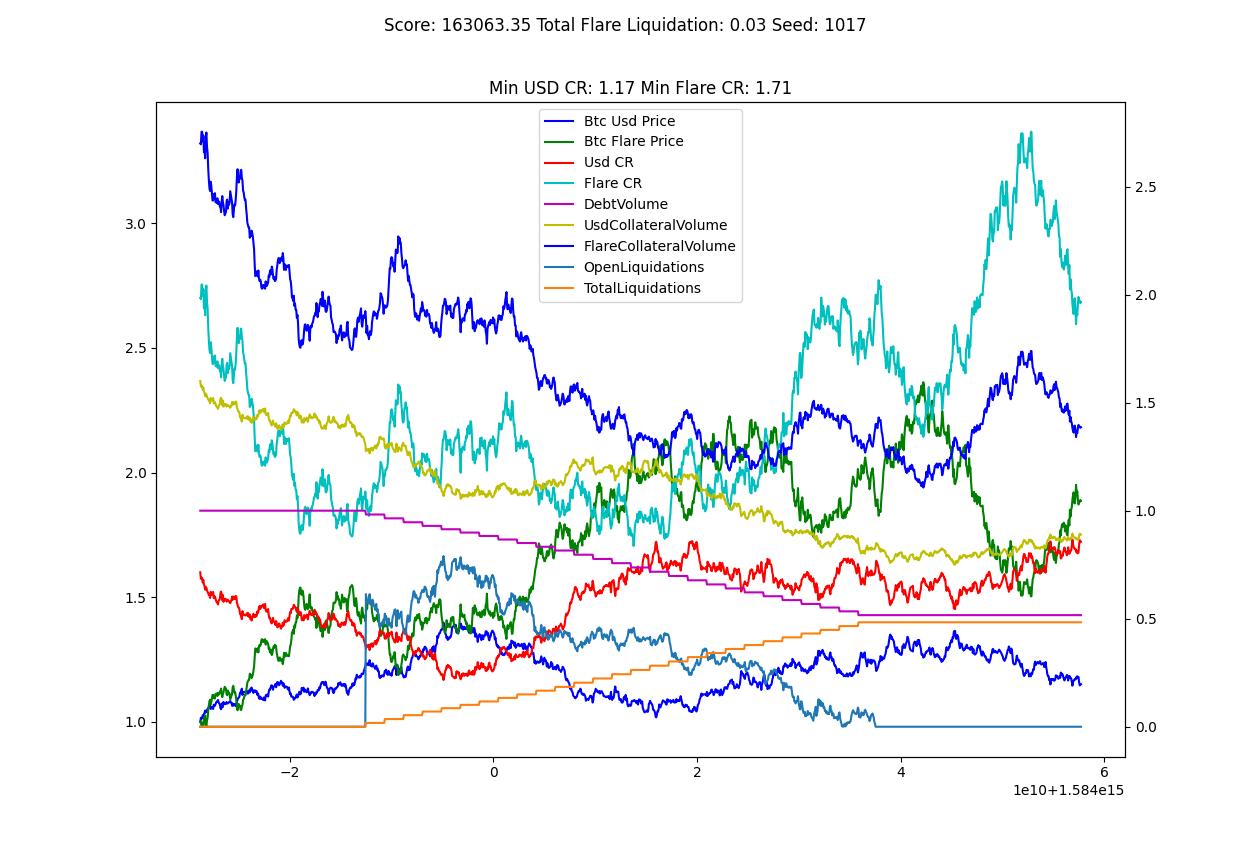 Score: 163063.35 Total Flare Liquidation: 0.03 Seed: 1017
Min USD CR: 1.17 Min Flare CR: 1.71
Btc Usd Price
Btc Flare Price
Usd CR
Flare CR
DebtVolume
UsdCollateralVolume
FlareCollateralVolume
OpenLiquidations
TotalLiquidations
3.0
2.5
2.0
1.5
1.0
2.5
2.0
1.5
1.0
0.5
0.0
−2
0
2
4
6
1e10+1.584e15